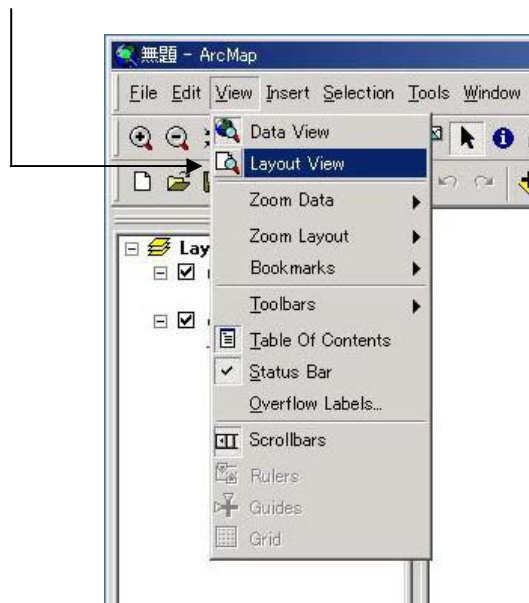 無題 - ArcMap
File Edit View Insert Selection Tools Window
Data View
Layout View
Zoom Data
Zoom Layout
Lay
Bookmarks
Toolbars
Table Of Contents
Status Bar
Overflow Labels...
Scrollbars
Rulers
Guides
Grid